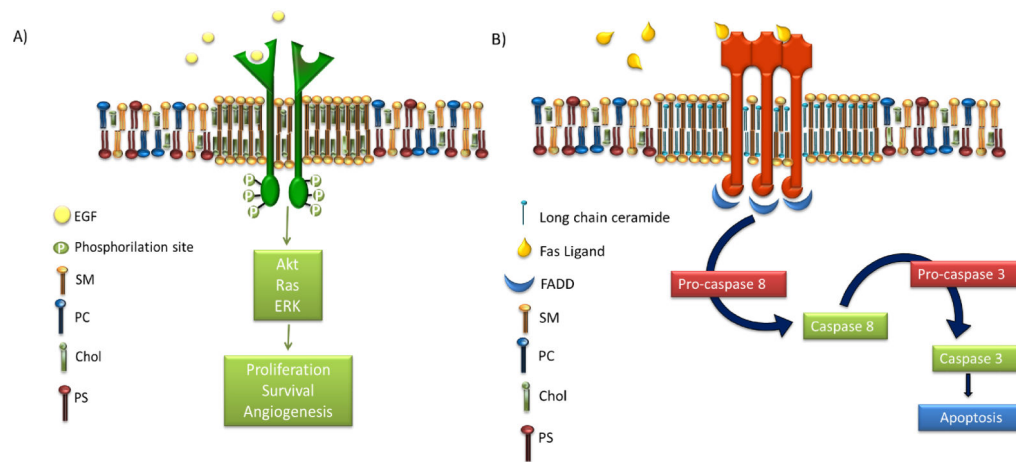 A)
EGF
Phosphorilation site
SM
PC
Chol
PS
P
P
P
P
P
P
P
Akt
Ras
ERK
Proliferation
Survival
Angiogenesis
B)
Long chain ceramide
Fas Ligand
FADD
SM
PC
Chol
PS
Pro-caspase 8
Caspase 8
Pro-caspase 3
Caspase 3
Apoptosis